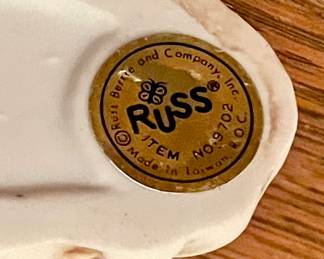 ©Russ Berrie and Company, Inc.
RUSS®
ITEM NO. 9702
Made in Taiwan R.O.C.